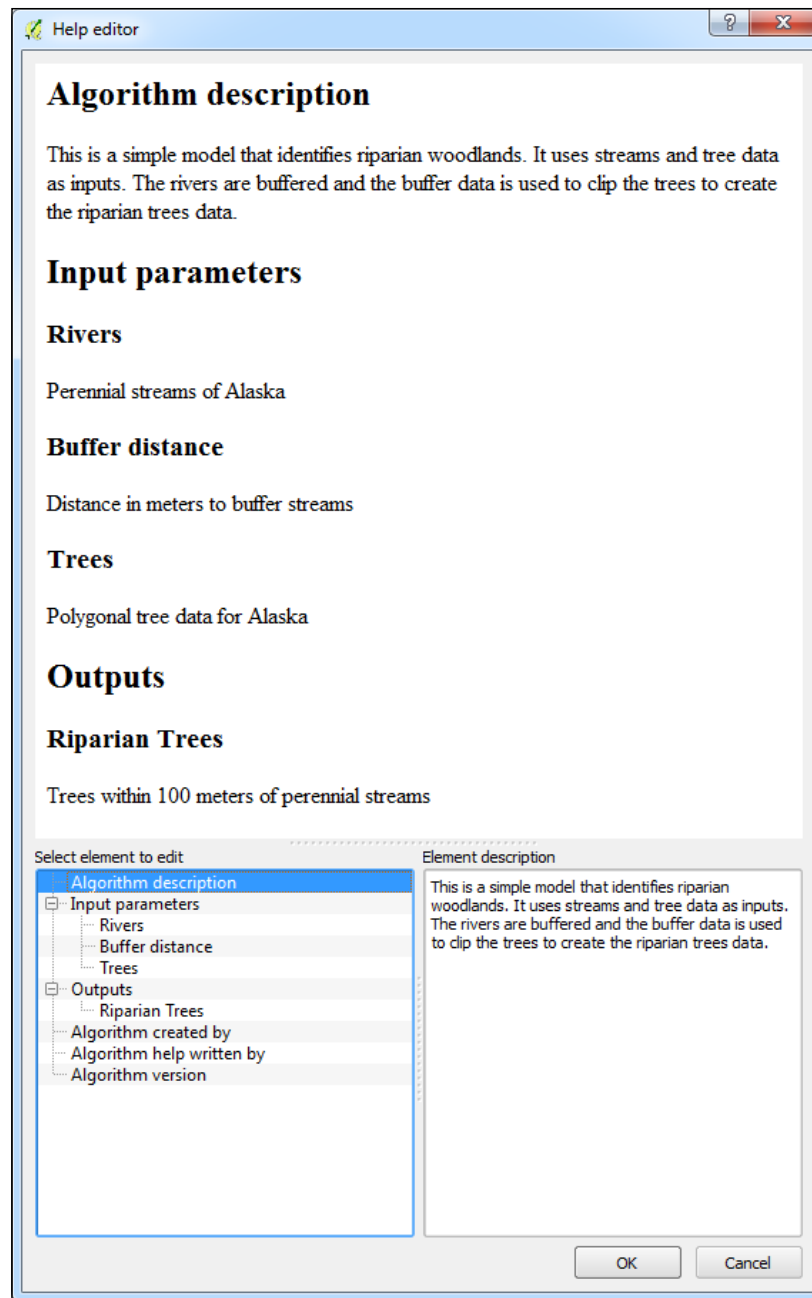 Help editor
Algorithm description
This is a simple model that identifies riparian woodlands. It uses streams and tree data
as inputs. The rivers are buffered and the buffer data is used to clip the trees to create
the riparian trees data.
Input parameters
Rivers
Perennial streams of Alaska
Buffer distance
Distance in meters to buffer streams
Trees
Polygonal tree data for Alaska
Outputs
Riparian Trees
Trees within 100 meters of perennial streams
Select element to edit
Algorithm description
Input parameters
Rivers
Buffer distance
Trees
Outputs
Riparian Trees
Algorithm created by
Algorithm help written by
Algorithm version
Element description
This is a simple model that identifies riparian
woodlands. It uses streams and tree data as inputs.
The rivers are buffered and the buffer data is used
to clip the trees to create the riparian trees data.
OK
Cancel